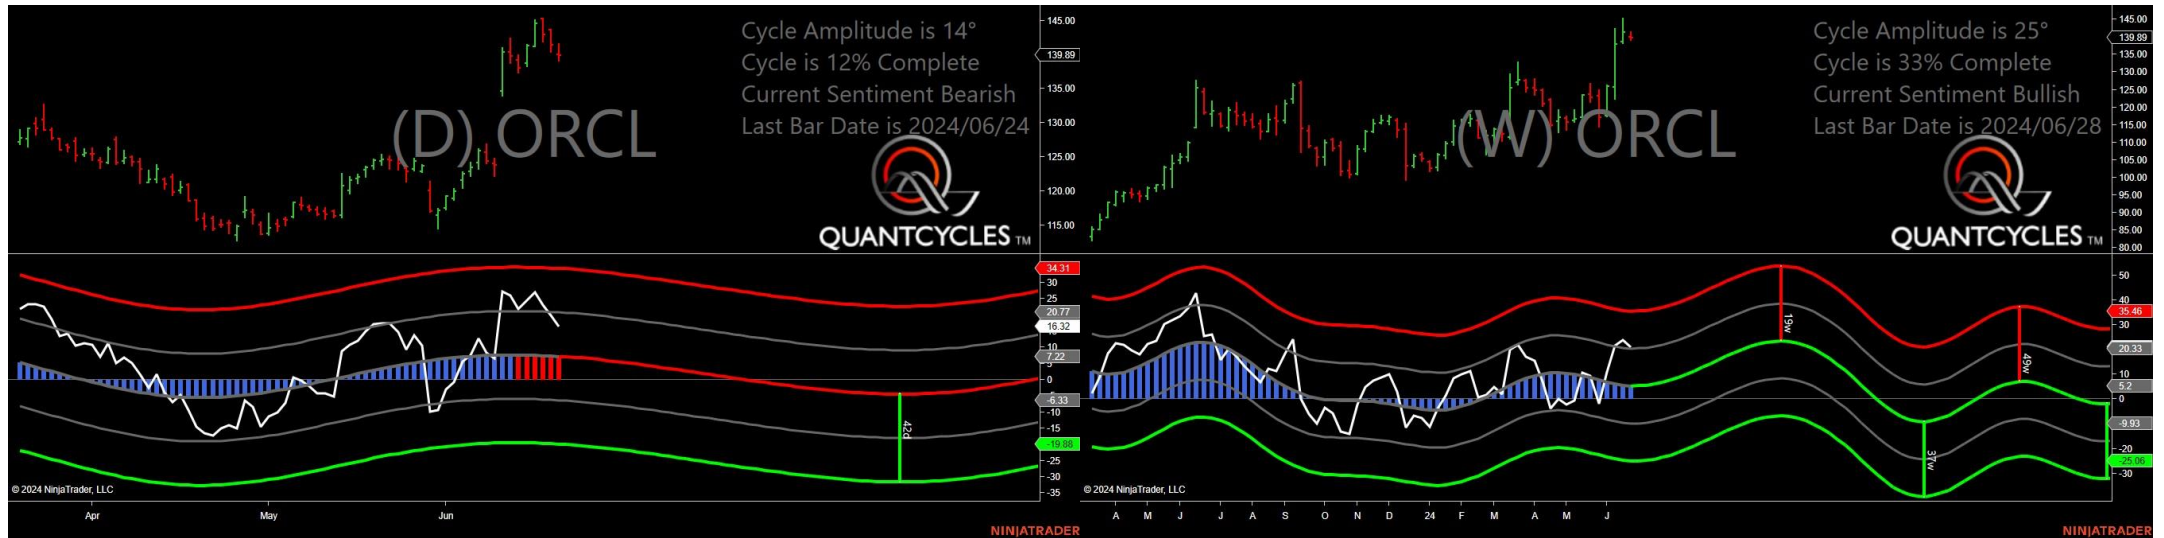 Cycle Amplitude is 14°
Cycle is 12% Complete
Current Sentiment Bearish
Last Bar Date is 2024/06/24
(D) ORCL
QUANTCYCLES TM
145.00
139.89
135.00
130.00
125.00
120.00
115.00
34.31
30
25
20.77
16.32
10
7.22
5
0
-6.33
-10
-15
-19.88
-25
-30
-35
42d
© 2024 NinjaTrader, LLC
Apr
May
Jun
NINJATRADER
Cycle Amplitude is 25°
Cycle is 33% Complete
Current Sentiment Bullish
Last Bar Date is 2024/06/28
(W) ORCL
QUANTCYCLES TM
145.00
139.89
135.00
130.00
125.00
120.00
115.00
110.00
105.00
100.00
95.00
90.00
85.00
80.00
50
40
35.46
30
20.33
10
5.2
0
-9.93
-20
-25.06
-30
19w
37w
49w
© 2024 NinjaTrader, LLC
A M J J A S O N D 24 F M A M J
NINJATRADER